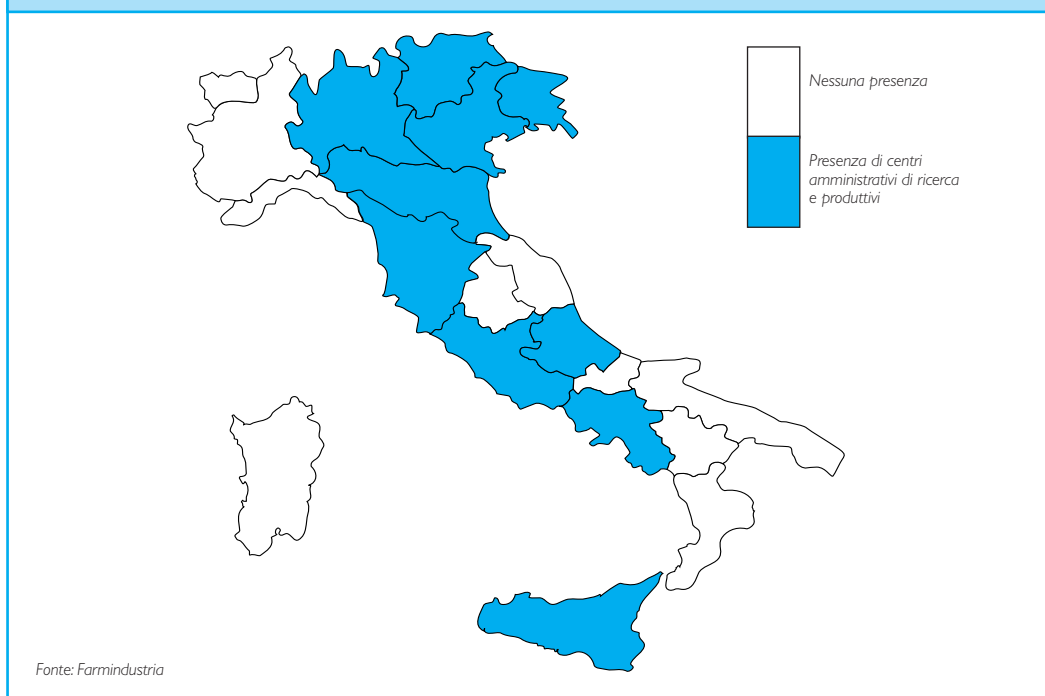 Nessuna presenza
Presenza di centri
amministrativi di ricerca
e produttivi
Fonte: Farmindustria